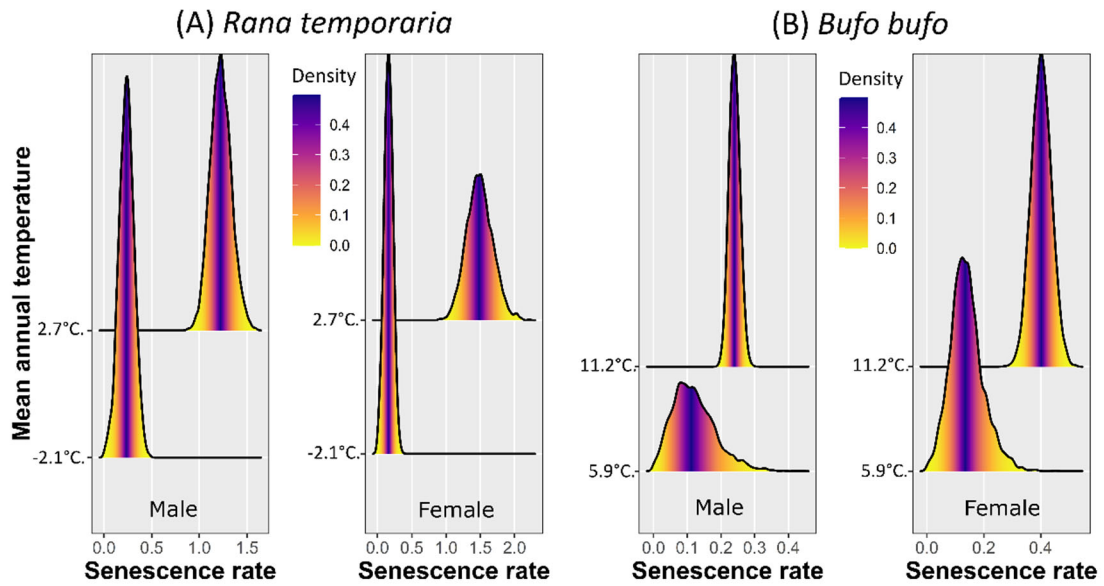 (A) Rana temporaria
(B) Bufo bufo
Mean annual temperature
2.7°C.
-2.1°C.
Male
0.0 0.5 1.0 1.5
Senescence rate
Density
0.4
0.3
0.2
0.1
0.0
2.7°C.
-2.1°C.
Female
0.0 0.5 1.0 1.5 2.0
Senescence rate
11.2°C.
5.9°C.
Male
0.0 0.1 0.2 0.3 0.4
Senescence rate
Density
0.4
0.3
0.2
0.1
0.0
11.2°C.
5.9°C.
Female
0.0 0.2 0.4
Senescence rate